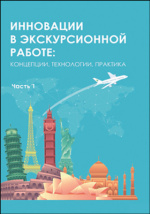 ИННОВАЦИИ
В ЭКСКУРСИОННОЙ
РАБОТЕ:
КОНЦЕПЦИИ, ТЕХНОЛОГИИ, ПРАКТИКА
Часть 1